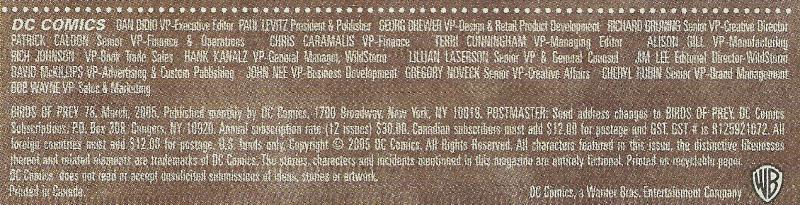 DC COMICS DAN DIDIO VP-Executive Editor PAUL LEVITZ President & Publisher GEORG BREWER VP-Design & Retail Product Development RICHARD BRUNING Senior VP-Creative Director
PATRICK CALDON Senior VP-Finance & Operations CHRIS CARAMALIS VP-Finance TERRI CUNNINGHAM VP-Managing Editor ALISON GILL VP-Manufacturing
RICH JOHNSON VP-Book Trade Sales HANK KANALZ VP-General Manager, WildStorm LILLIAN LASERSON Senior VP & General Counsel JIM LEE Editorial Director-WildStorm
DAVID McKILLIPS VP-Advertising & Custom Publishing JOHN NEE VP-Business Development GREGORY NOVECK Senior VP-Creative Affairs CHERYL RUBIN Senior VP-Brand Management
BOB WAYNE VP Sales & Marketing
BIRDS OF PREY 78, March, 2005. Published monthly by DC Comics, 1700 Broadway, New York, NY 10019. POSTMASTER: Send address changes to BIRDS OF PREY, DC Comics
Subscriptions, P.O. Box 208, Congers, NY 10920. Annual subscription rate (12 issues) $30.00. Canadian subscribers must add $12.00 for postage and GST. GST # is R125921072. All
foreign countries must add $12.00 for postage. U.S. funds only. Copyright © 2005 DC Comics. All Rights Reserved. All characters featured in this issue, the distinctive likenesses
thereof and related elements are trademarks of DC Comics. The stories, characters and incidents mentioned in this magazine are entirely fictional. Printed on recyclable paper.
DC Comics does not read or accept unsolicited submissions of ideas, stories or artwork.
Printed in Canada. DC Comics, a Warner Bros. Entertainment Company WB